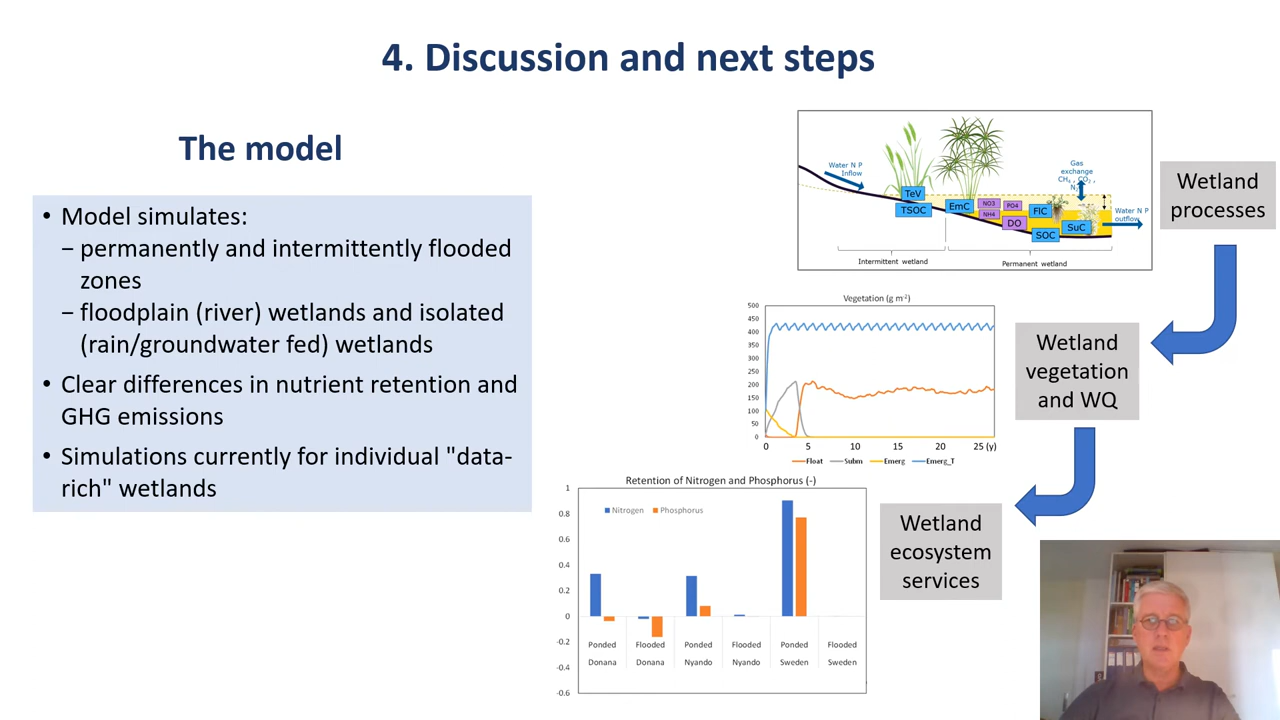 4. Discussion and next steps
The model
• Model simulates:
− permanently and intermittently flooded
zones
− floodplain (river) wetlands and isolated
(rain/groundwater fed) wetlands
• Clear differences in nutrient retention and
GHG emissions
• Simulations currently for individual "data-
rich" wetlands
Water N P
Inflow
Gas
exchange
CH₄ , CO₂ ,
TeV
TSOC
EmC
NO3
PO4
NH4
DO
FlC
SOC
SuC
Water N P
outflow
Intermittent wetland
Permanent wetland
Wetland
processes
Vegetation (g m⁻²)
500
450
400
350
300
250
200
150
100
50
0
0 5 10 15 20 25 (y)
Float Subm Emerg Emerg_T
Wetland
vegetation
and WQ
Retention of Nitrogen and Phosphorus (-)
Nitrogen Phosphorus
1
0.8
0.6
0.4
0.2
0
-0.2
-0.4
-0.6
Ponded Flooded Ponded Flooded Ponded Flooded
Donana Donana Nyando Nyando Sweden Sweden
Wetland
ecosystem
services